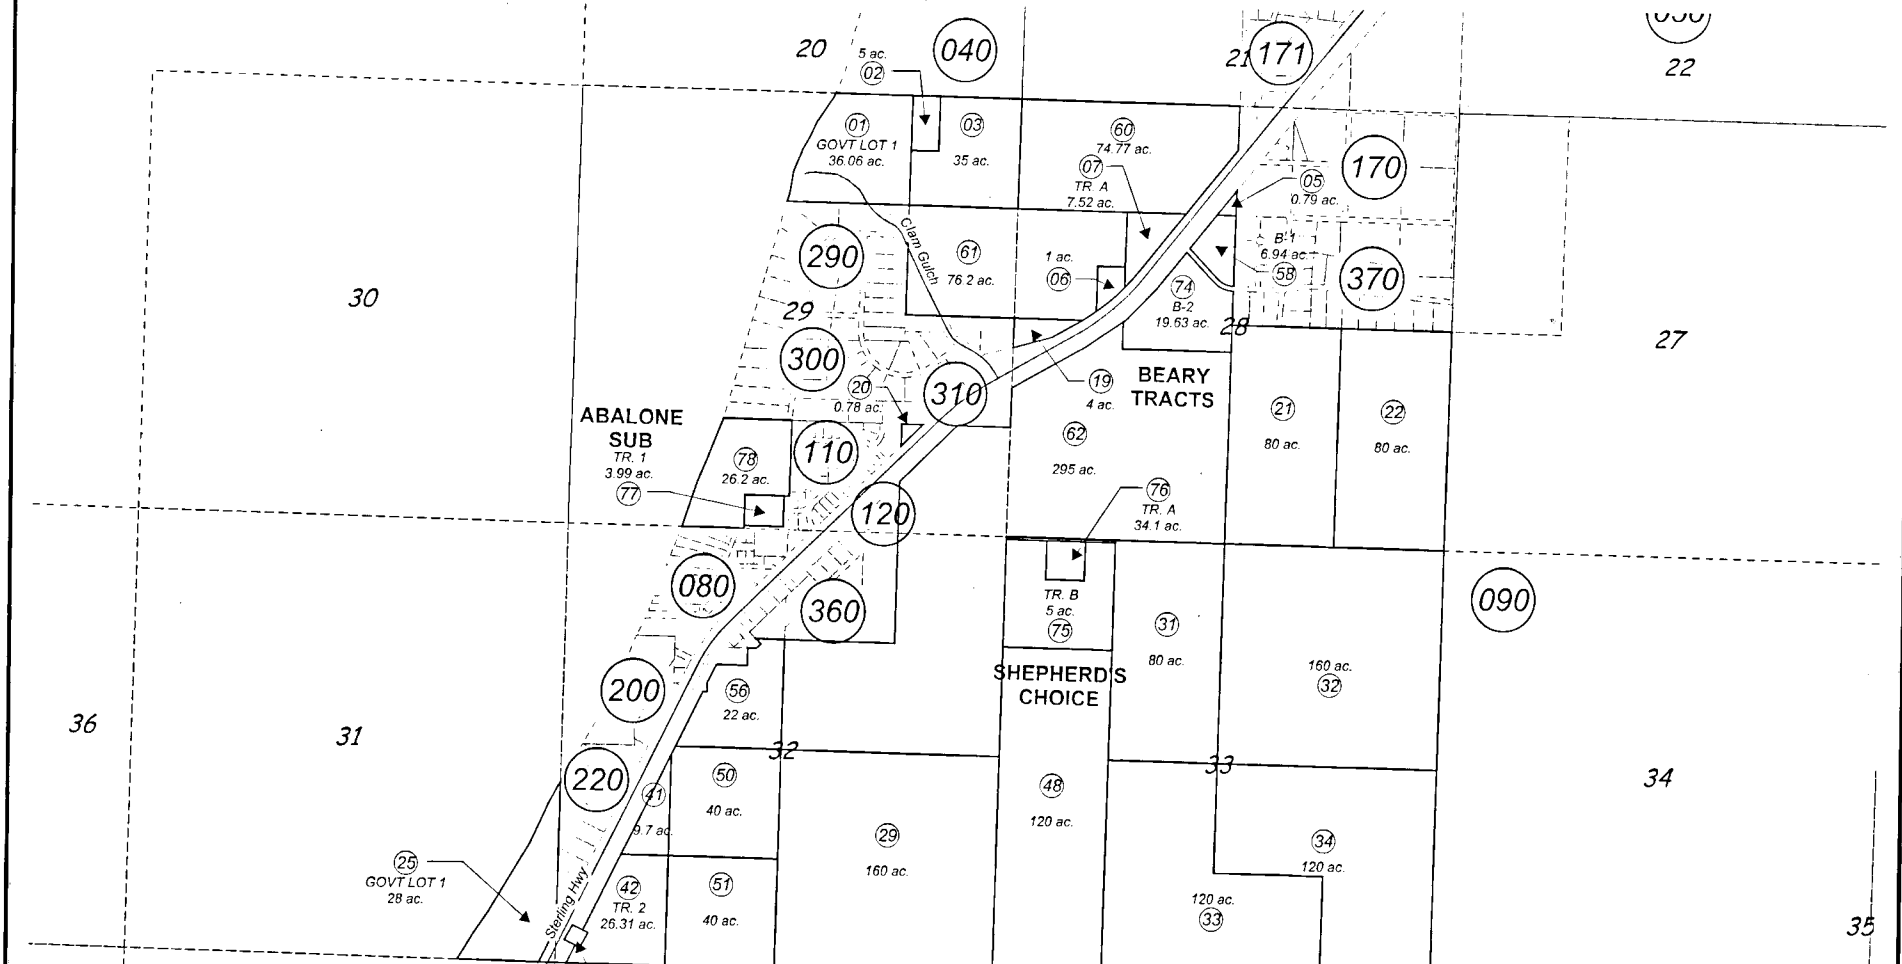 20
5 ac.
02
040
21
171
22
01
GOVT LOT 1
36.06 ac.
03
35 ac.
60
74.77 ac.
07
TR. A
7.52 ac.
170
05
0.79 ac.
30
290
29
Clam Gulch
61
76.2 ac.
1 ac.
06
74
B-2
19.63 ac.
B-1
6.94 ac.
58
28
370
27
300
20
0.78 ac.
310
19
4 ac.
BEARY
TRACTS
21
80 ac.
22
80 ac.
ABALONE
SUB
TR. 1
3.99 ac.
77
78
26.2 ac.
110
120
62
295 ac.
76
TR. A
34.1 ac.
080
360
TR. B
5 ac.
75
31
80 ac.
090
160 ac.
32
SHEPHERD'S
CHOICE
200
56
22 ac.
36
31
32
33
34
220
41
9.7 ac.
50
40 ac.
29
160 ac.
48
120 ac.
34
120 ac.
25
GOVT LOT 1
28 ac.
Sterling Hwy
42
TR. 2
26.31 ac.
51
40 ac.
120 ac.
33
35